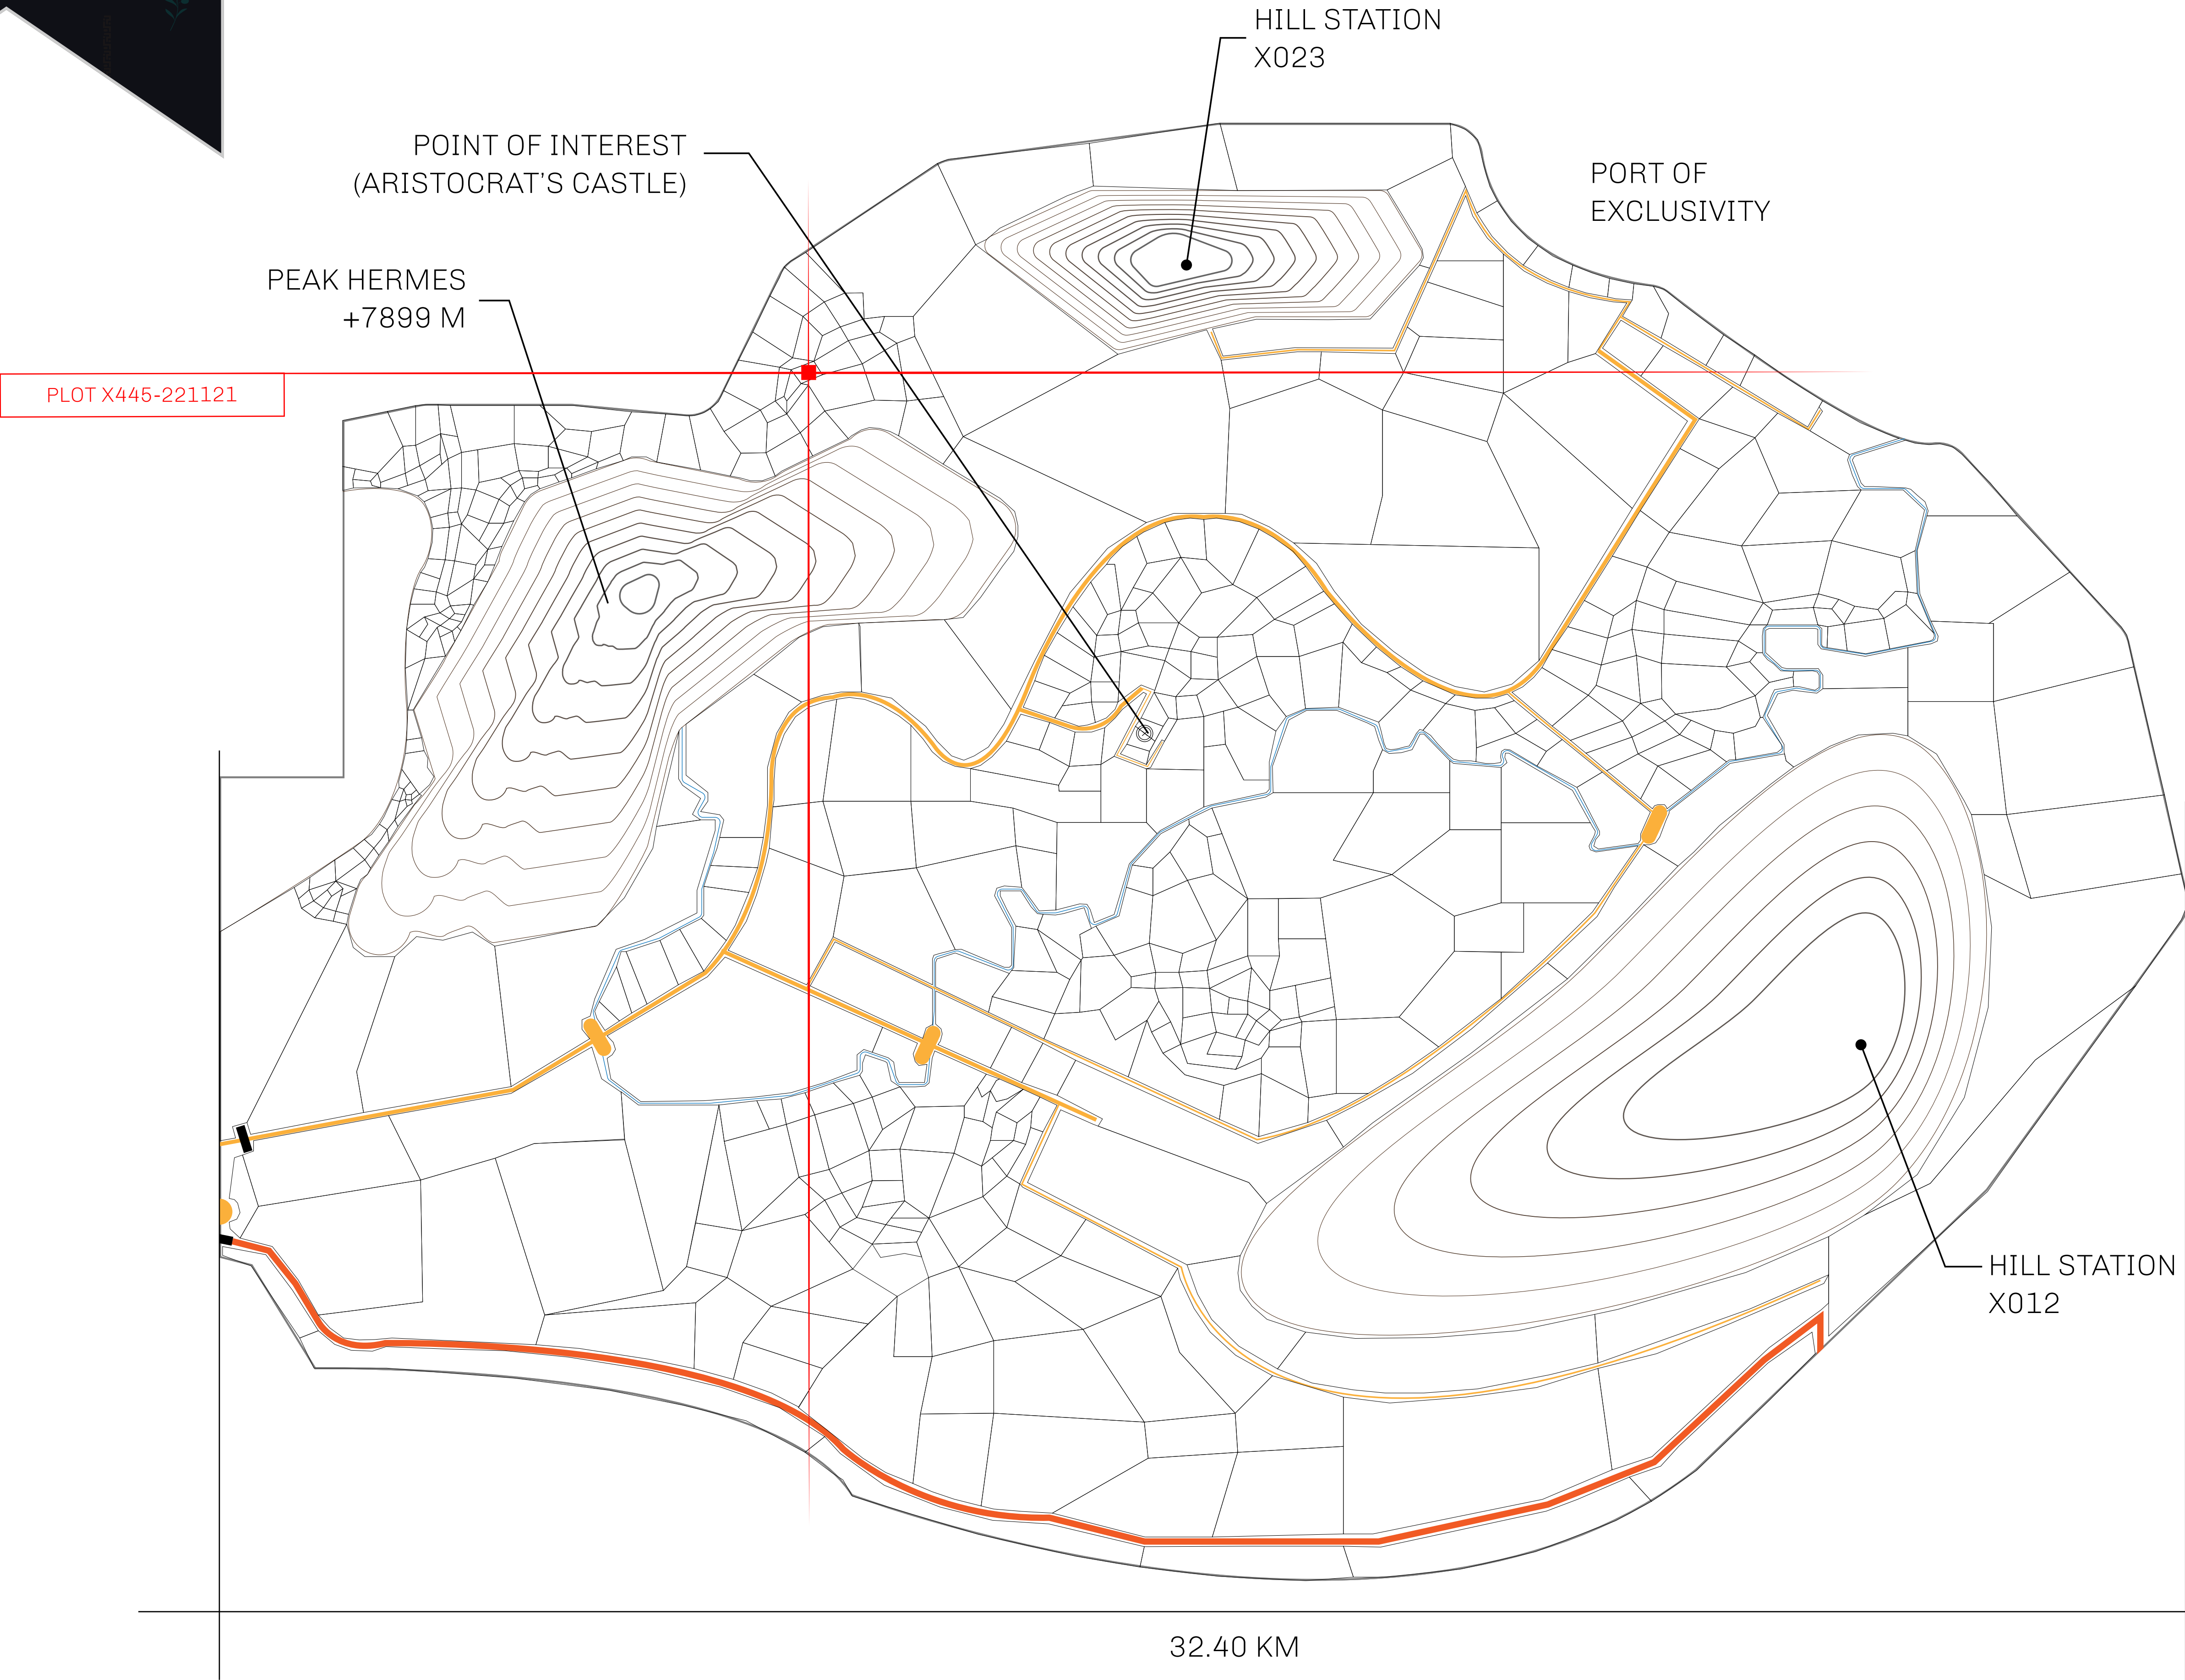 HILL STATION
X023
POINT OF INTEREST
(ARISTOCRAT'S CASTLE)
PORT OF
EXCLUSIVITY
PEAK HERMES
+7899 M
PLOT X445-221121
HILL STATION
X012
32.40 KM